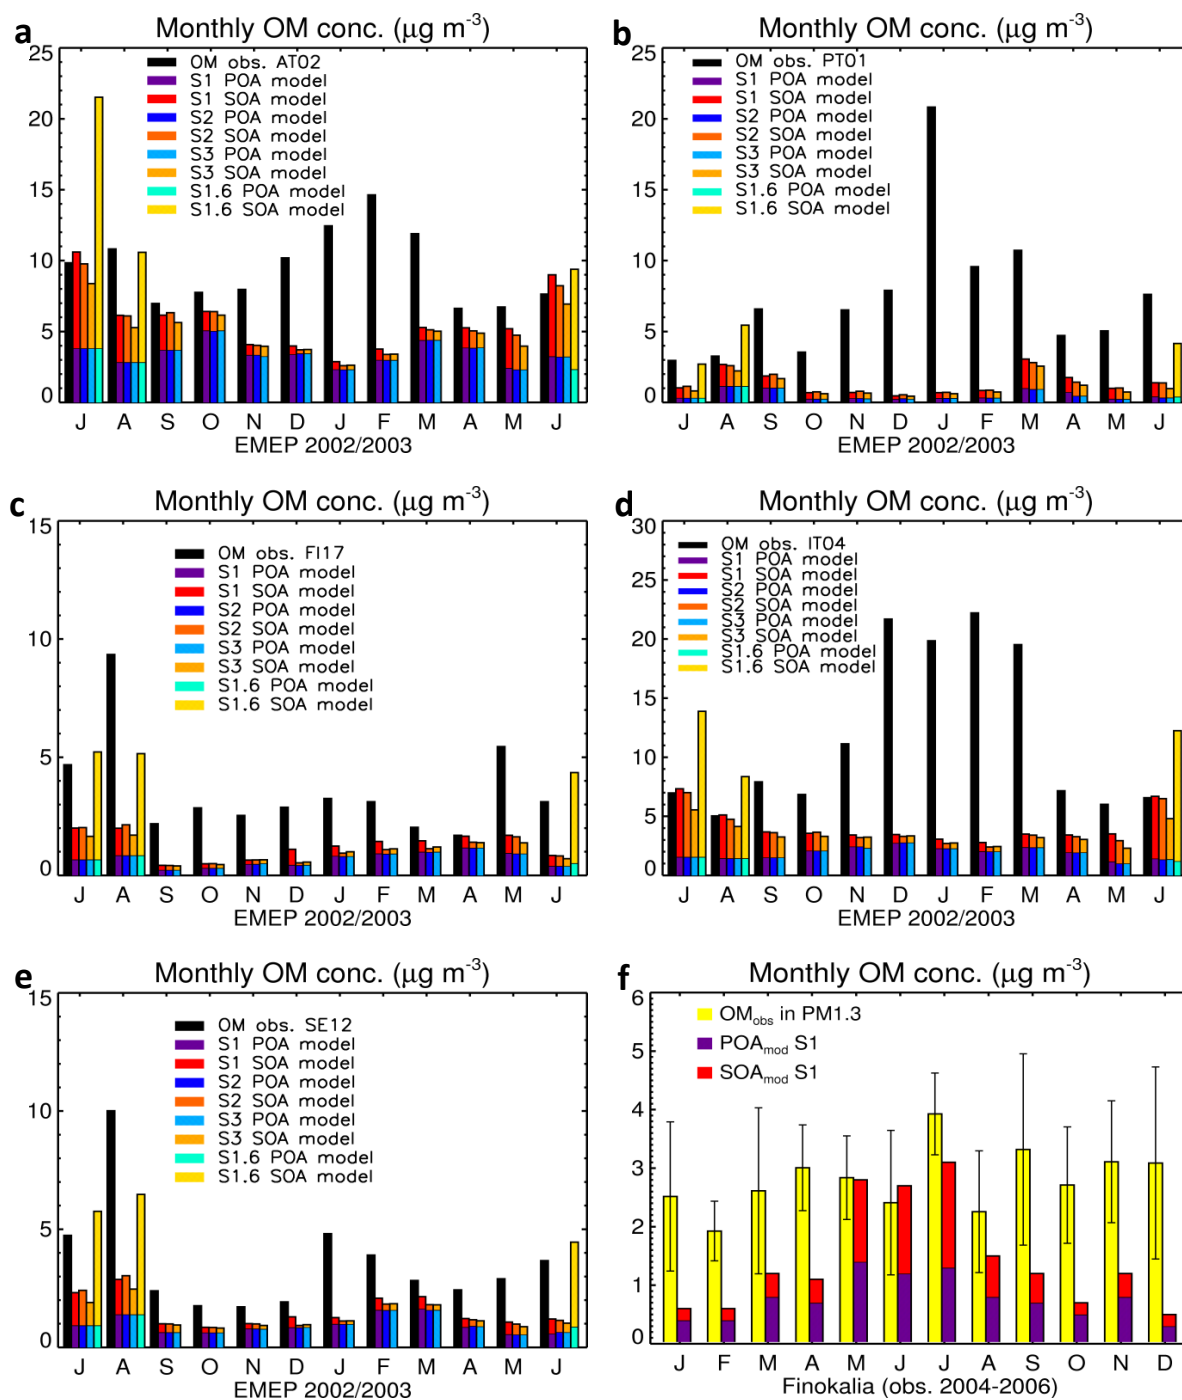 a
Monthly OM conc. (μg m-3)
25
20
15
10
5
0
OM obs. AT02
S1 POA model
S1 SOA model
S2 POA model
S2 SOA model
S3 POA model
S3 SOA model
S1.6 POA model
S1.6 SOA model
J A S O N D J F M A M J
EMEP 2002/2003
b
Monthly OM conc. (μg m-3)
25
20
15
10
5
0
OM obs. PT01
S1 POA model
S1 SOA model
S2 POA model
S2 SOA model
S3 POA model
S3 SOA model
S1.6 POA model
S1.6 SOA model
J A S O N D J F M A M J
EMEP 2002/2003
c
Monthly OM conc. (μg m-3)
15
10
5
0
OM obs. FI17
S1 POA model
S1 SOA model
S2 POA model
S2 SOA model
S3 POA model
S3 SOA model
S1.6 POA model
S1.6 SOA model
J A S O N D J F M A M J
EMEP 2002/2003
d
Monthly OM conc. (μg m-3)
30
25
20
15
10
5
0
OM obs. IT04
S1 POA model
S1 SOA model
S2 POA model
S2 SOA model
S3 POA model
S3 SOA model
S1.6 POA model
S1.6 SOA model
J A S O N D J F M A M J
EMEP 2002/2003
e
Monthly OM conc. (μg m-3)
15
10
5
0
OM obs. SE12
S1 POA model
S1 SOA model
S2 POA model
S2 SOA model
S3 POA model
S3 SOA model
S1.6 POA model
S1.6 SOA model
J A S O N D J F M A M J
EMEP 2002/2003
f
Monthly OM conc. (μg m-3)
6
5
4
3
2
1
0
OMobs in PM1.3
POAmod S1
SOAmod S1
J F M A M J J A S O N D
Finokalia (obs. 2004-2006)